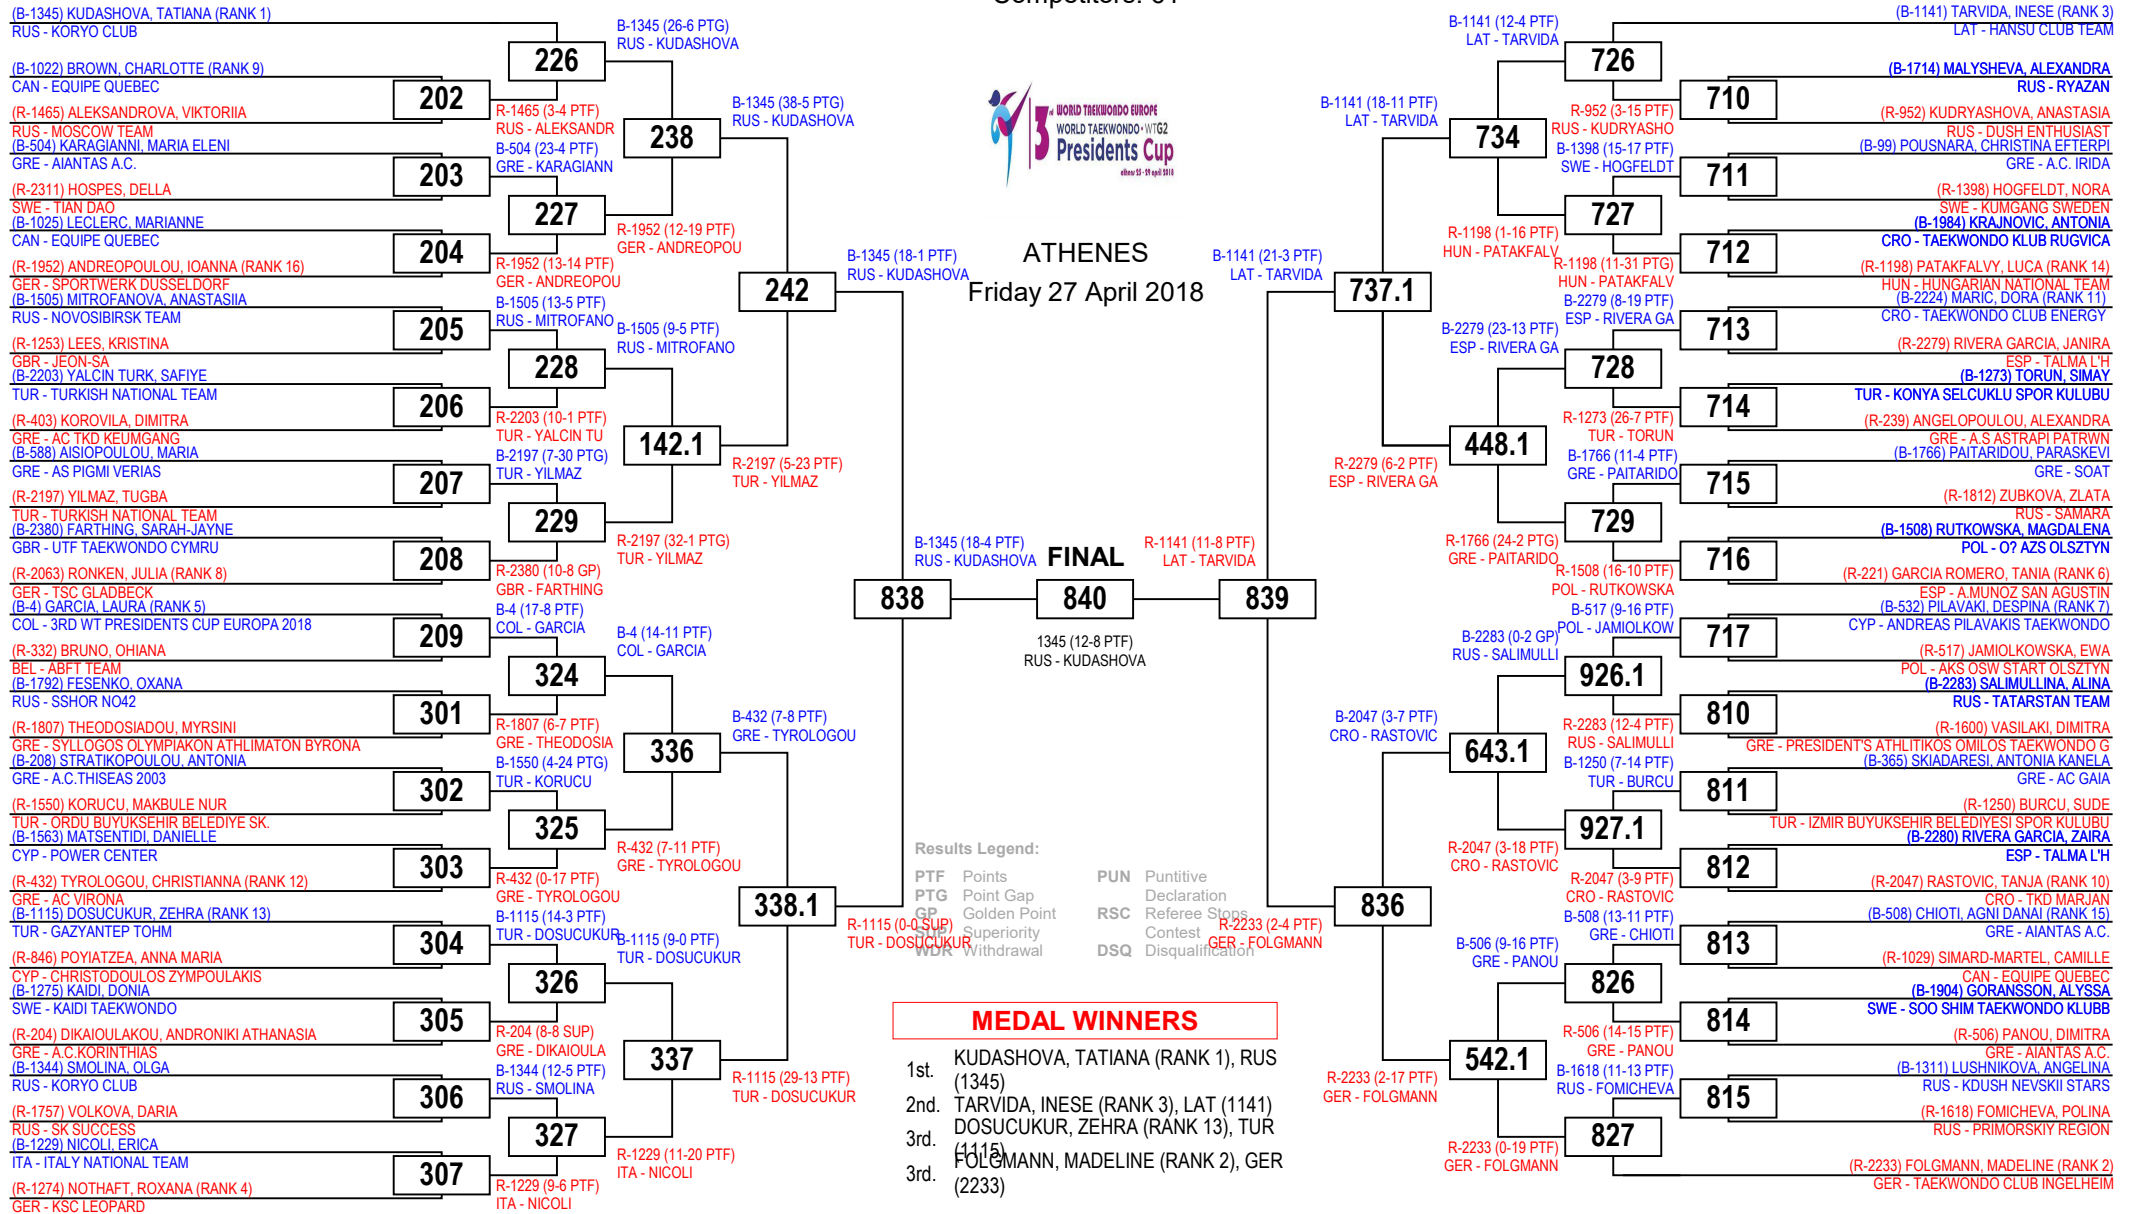 (B-1345) KUDASHOVA, TATIANA (RANK 1)
RUS - KORYO CLUB
(B-1022) BROWN, CHARLOTTE (RANK 9)
CAN - EQUIPE QUEBEC
(R-1465) ALEKSANDROVA, VIKTORIIA
RUS - MOSCOW TEAM
(B-504) KARAGIANNI, MARIA ELENI
GRE - AIANTAS A.C.
(R-2311) HOSPES, DELLA
SWE - TIAN DAO
(B-1025) LECLERC, MARIANNE
CAN - EQUIPE QUEBEC
(R-1952) ANDREOPOULOU, IOANNA (RANK 16)
GER - SPORTWERK DUSSELDORF
(B-1505) MITROFANOVA, ANASTASIIA
RUS - NOVOSIBIRSK TEAM
(R-1253) LEES, KRISTINA
GBR - JEON-SA
(B-2203) YALCIN TURK, SAFIYE
TUR - TURKISH NATIONAL TEAM
(R-403) KOROVILA, DIMITRA
GRE - AC TKD KEUMGANG
(B-588) AISIOPOULOU, MARIA
GRE - AS PIGMI VERIAS
(R-2197) YILMAZ, TUGBA
TUR - TURKISH NATIONAL TEAM
(B-2380) FARTHING, SARAH-JAYNE
GBR - UTF TAEKWONDO CYMRU
(R-2063) RONKEN, JULIA (RANK 8)
GER - TSC GLADBECK
(B-4) GARCIA, LAURA (RANK 5)
COL - 3RD WT PRESIDENTS CUP EUROPA 2018
(R-332) BRUNO, OHIANA
BEL - ABFT TEAM
(B-1792) FESENKO, OXANA
RUS - SSHOR NO42
(R-1807) THEODOSIADOU, MYRSINI
GRE - SYLLOGOS OLYMPIAKON ATHLIMATON BYRONA
(B-208) STRATIKOPOULOU, ANTONIA
GRE - A.C.THISEAS 2003
(R-1550) KORUCU, MAKBULE NUR
TUR - ORDU BUYUKSEHIR BELEDIYE SK.
(B-1563) MATSENTIDI, DANIELLE
CYP - POWER CENTER
(R-432) TYROLOGOU, CHRISTIANNA (RANK 12)
GRE - AC VIRONA
(B-1115) DOSUCUKUR, ZEHRA (RANK 13)
TUR - GAZYANTEP TOHM
(R-846) POYIATZEA, ANNA MARIA
CYP - CHRISTODOULOS ZYMPOULAKIS
(B-1275) KAIDI, DONIA
SWE - KAIDI TAEKWONDO
(R-204) DIKAIOULAKOU, ANDRONIKI ATHANASIA
GRE - A.C.KORINTHIAS
(B-1344) SMOLINA, OLGA
RUS - KORYO CLUB
(R-1757) VOLKOVA, DARIA
RUS - SK SUCCESS
(B-1229) NICOLI, ERICA
ITA - ITALY NATIONAL TEAM
(R-1274) NOTHAFT, ROXANA (RANK 4)
GER - KSC LEOPARD
202
203
204
205
206
207
208
209
301
302
303
304
305
306
307
R-1465 (3-4 PTF)
RUS - ALEKSANDR
B-504 (23-4 PTF)
GRE - KARAGIANN
R-1952 (13-14 PTF)
GER - ANDREOPOU
B-1505 (13-5 PTF)
RUS - MITROFANO
R-2203 (10-1 PTF)
TUR - YALCIN TU
B-2197 (7-30 PTG)
TUR - YILMAZ
R-2380 (10-8 GP)
GBR - FARTHING
B-4 (17-8 PTF)
COL - GARCIA
R-1807 (6-7 PTF)
GRE - THEODOSIA
B-1550 (4-24 PTG)
TUR - KORUCU
R-432 (0-17 PTF)
GRE - TYROLOGOU
B-1115 (14-3 PTF)
TUR - DOSUCUKUR
R-204 (8-8 SUP)
GRE - DIKAIOULA
B-1344 (12-5 PTF)
RUS - SMOLINA
R-1229 (9-6 PTF)
ITA - NICOLI
226
227
228
229
324
325
326
327
B-1345 (26-6 PTG)
RUS - KUDASHOVA
R-1952 (12-19 PTF)
GER - ANDREOPOU
B-1505 (9-5 PTF)
RUS - MITROFANO
R-2197 (32-1 PTG)
TUR - YILMAZ
B-4 (14-11 PTF)
COL - GARCIA
R-432 (7-11 PTF)
GRE - TYROLOGOU
B-1115 (9-0 PTF)
TUR - DOSUCUKUR
R-1229 (11-20 PTF)
ITA - NICOLI
238
142.1
336
337
B-1345 (38-5 PTG)
RUS - KUDASHOVA
R-2197 (5-23 PTF)
TUR - YILMAZ
B-432 (7-8 PTF)
GRE - TYROLOGOU
R-1115 (29-13 PTF)
TUR - DOSUCUKUR
242
338.1
B-1345 (18-1 PTF)
RUS - KUDASHOVA
R-1115 (0-0 SUP)
TUR - DOSUCUKUR
838
B-1345 (18-4 PTF)
RUS - KUDASHOVA
3rd WORLD TAEKWONDO EUROPE
WORLD TAEKWONDO • WTG2
Presidents Cup
athens 25 - 29 april 2018
ATHENES
Friday 27 April 2018
FINAL
840
1345 (12-8 PTF)
RUS - KUDASHOVA
R-1141 (11-8 PTF)
LAT - TARVIDA
839
Results Legend:
PTF Points
PTG Point Gap
GP Golden Point
SUP Superiority
WDR Withdrawal
PUN Puntitive Declaration
RSC Referee Stops Contest
DSQ Disqualification
MEDAL WINNERS
1st. KUDASHOVA, TATIANA (RANK 1), RUS (1345)
2nd. TARVIDA, INESE (RANK 3), LAT (1141)
3rd. DOSUCUKUR, ZEHRA (RANK 13), TUR (1115)
3rd. FOLGMANN, MADELINE (RANK 2), GER (2233)
B-1141 (21-3 PTF)
LAT - TARVIDA
R-2233 (2-4 PTF)
GER - FOLGMANN
737.1
836
B-1141 (18-11 PTF)
LAT - TARVIDA
R-2279 (6-2 PTF)
ESP - RIVERA GA
B-2047 (3-7 PTF)
CRO - RASTOVIC
R-2233 (2-17 PTF)
GER - FOLGMANN
734
448.1
643.1
542.1
B-1141 (12-4 PTF)
LAT - TARVIDA
R-1198 (1-16 PTF)
HUN - PATAKFALV
B-2279 (23-13 PTF)
ESP - RIVERA GA
R-1766 (24-2 PTG)
GRE - PAITARIDO
B-2283 (0-2 GP)
RUS - SALIMULLI
R-2047 (3-18 PTF)
CRO - RASTOVIC
B-506 (9-16 PTF)
GRE - PANOU
R-2233 (0-19 PTF)
GER - FOLGMANN
726
727
728
729
926.1
927.1
826
827
R-952 (3-15 PTF)
RUS - KUDRYASHO
B-1398 (15-17 PTF)
SWE - HOGFELDT
R-1198 (11-31 PTG)
HUN - PATAKFALV
B-2279 (8-19 PTF)
ESP - RIVERA GA
R-1273 (26-7 PTF)
TUR - TORUN
B-1766 (11-4 PTF)
GRE - PAITARIDO
R-1508 (16-10 PTF)
POL - RUTKOWSKA
B-517 (9-16 PTF)
POL - JAMIOLKOW
R-2283 (12-4 PTF)
RUS - SALIMULLI
B-1250 (7-14 PTF)
TUR - BURCU
R-2047 (3-9 PTF)
CRO - RASTOVIC
B-508 (13-11 PTF)
GRE - CHIOTI
R-506 (14-15 PTF)
GRE - PANOU
B-1618 (11-13 PTF)
RUS - FOMICHEVA
710
711
712
713
714
715
716
717
810
811
812
813
814
815
(B-1141) TARVIDA, INESE (RANK 3)
LAT - HANSU CLUB TEAM
(B-1714) MALYSHEVA, ALEXANDRA
RUS - RYAZAN
(R-952) KUDRYASHOVA, ANASTASIA
RUS - DUSH ENTHUSIAST
(B-99) POUSNARA, CHRISTINA EFTERPI
GRE - A.C. IRIDA
(R-1398) HOGFELDT, NORA
SWE - KUMGANG SWEDEN
(B-1984) KRAJNOVIC, ANTONIA
CRO - TAEKWONDO KLUB RUGVICA
(R-1198) PATAKFALVY, LUCA (RANK 14)
HUN - HUNGARIAN NATIONAL TEAM
(B-2224) MARIC, DORA (RANK 11)
CRO - TAEKWONDO CLUB ENERGY
(R-2279) RIVERA GARCIA, JANIRA
ESP - TALMA L'H
(B-1273) TORUN, SIMAY
TUR - KONYA SELCUKLU SPOR KULUBU
(R-239) ANGELOPOULOU, ALEXANDRA
GRE - A.S ASTRAPI PATRWN
(B-1766) PAITARIDOU, PARASKEVI
GRE - SOAT
(R-1812) ZUBKOVA, ZLATA
RUS - SAMARA
(B-1508) RUTKOWSKA, MAGDALENA
POL - O? AZS OLSZTYN
(R-221) GARCIA ROMERO, TANIA (RANK 6)
ESP - A.MUNOZ SAN AGUSTIN
(B-532) PILAVAKI, DESPINA (RANK 7)
CYP - ANDREAS PILAVAKIS TAEKWONDO
(R-517) JAMIOLKOWSKA, EWA
POL - AKS OSW START OLSZTYN
(B-2283) SALIMULLINA, ALINA
RUS - TATARSTAN TEAM
(R-1600) VASILAKI, DIMITRA
GRE - PRESIDENT'S ATHLITIKOS OMILOS TAEKWONDO G
(B-365) SKIADARESI, ANTONIA KANELA
GRE - AC GAIA
(R-1250) BURCU, SUDE
TUR - IZMIR BUYUKSEHIR BELEDIYESI SPOR KULUBU
(B-2280) RIVERA GARCIA, ZAIRA
ESP - TALMA L'H
(R-2047) RASTOVIC, TANJA (RANK 10)
CRO - TKD MARJAN
(B-508) CHIOTI, AGNI DANAI (RANK 15)
GRE - AIANTAS A.C.
(R-1029) SIMARD-MARTEL, CAMILLE
CAN - EQUIPE QUEBEC
(B-1904) GORANSSON, ALYSSA
SWE - SOO SHIM TAEKWONDO KLUBB
(R-506) PANOU, DIMITRA
GRE - AIANTAS A.C.
(B-1311) LUSHNIKOVA, ANGELINA
RUS - KDUSH NEVSKII STARS
(R-1618) FOMICHEVA, POLINA
RUS - PRIMORSKIY REGION
(R-2233) FOLGMANN, MADELINE (RANK 2)
GER - TAEKWONDO CLUB INGELHEIM